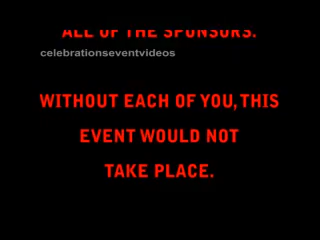 ALL OF THE SPONSORS.
celebrationseventvideos
WITHOUT EACH OF YOU, THIS
EVENT WOULD NOT
TAKE PLACE.